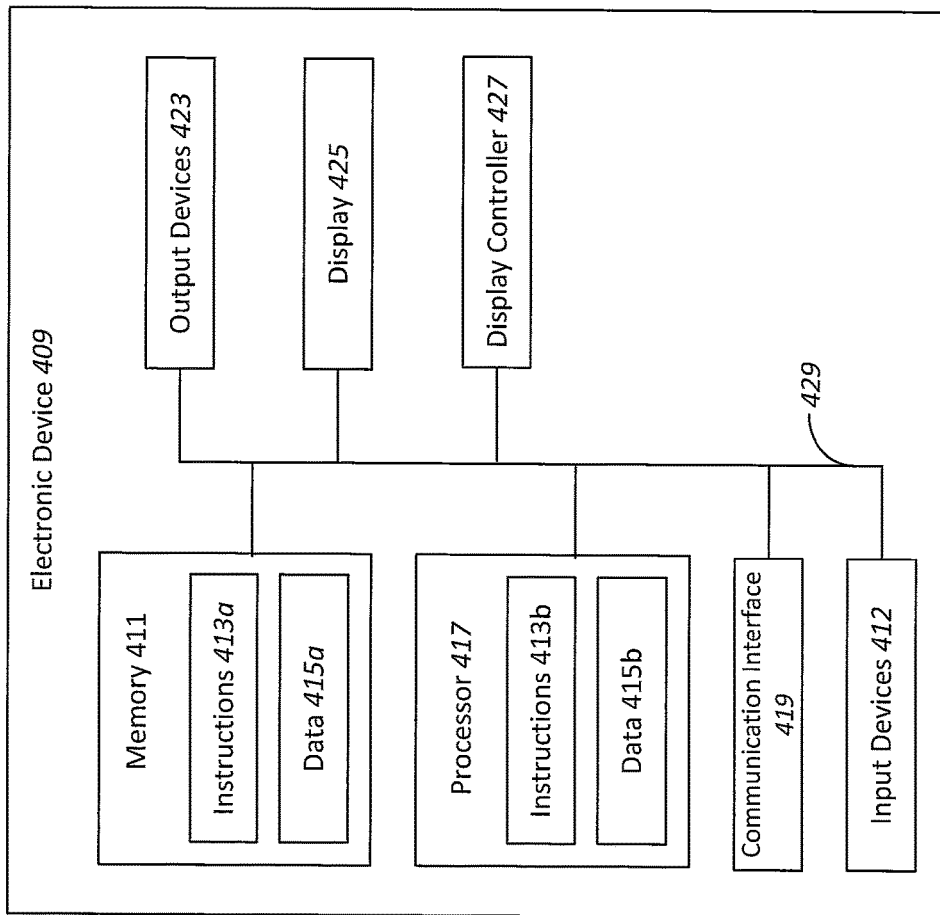 Electronic Device 409
Memory 411
Instructions 413a
Data 415a
Processor 417
Instructions 413b
Data 415b
Communication Interface
419
Input Devices 412
Output Devices 423
Display 425
Display Controller 427
429